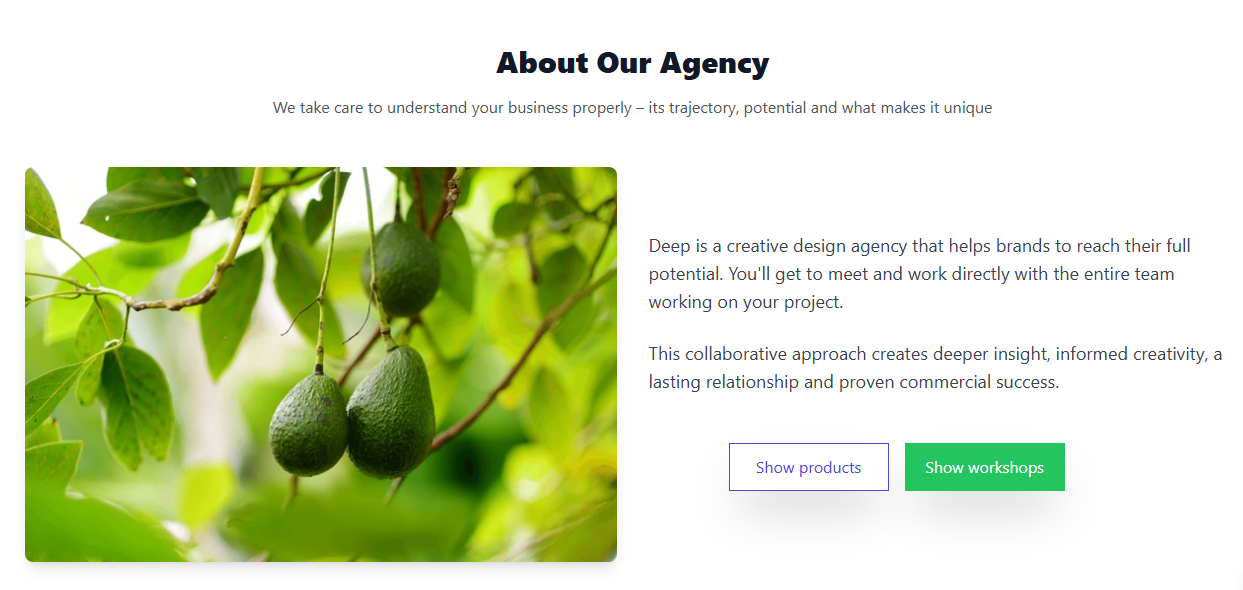 About Our Agency
We take care to understand your business properly – its trajectory, potential and what makes it unique
Deep is a creative design agency that helps brands to reach their full
potential. You'll get to meet and work directly with the entire team
working on your project.
This collaborative approach creates deeper insight, informed creativity, a
lasting relationship and proven commercial success.
Show products
Show workshops